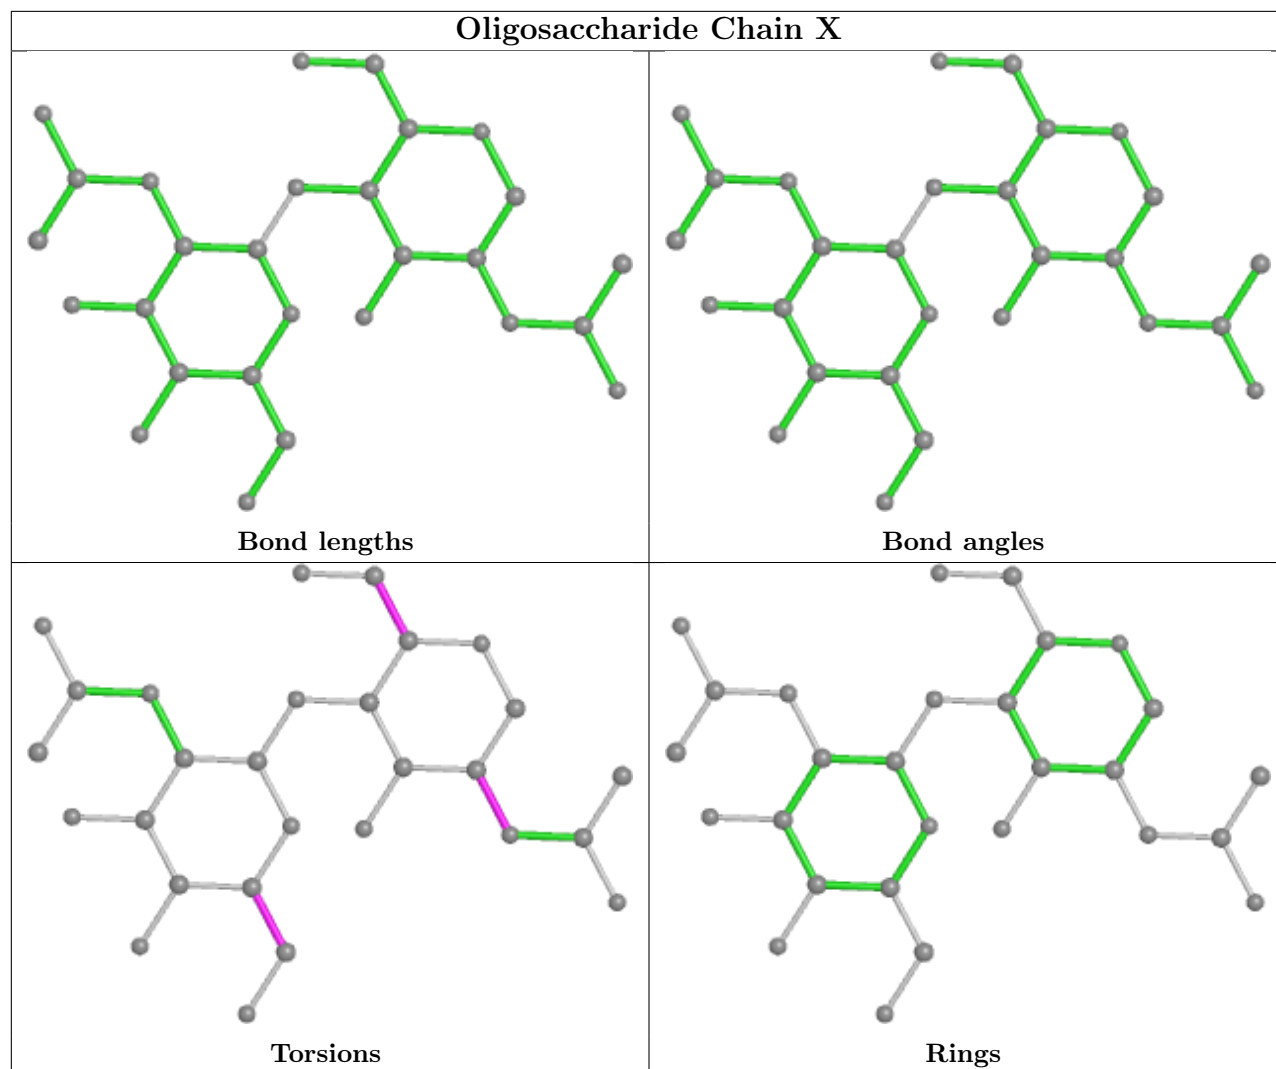 Oligosaccharide Chain X
Bond lengths
Bond angles
Torsions
Rings